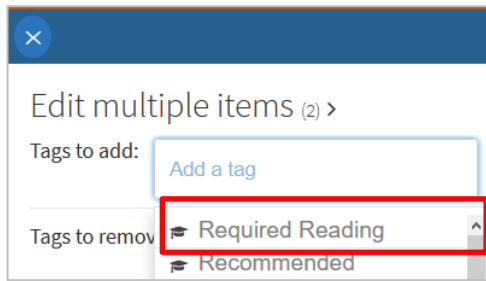 Edit multiple items (2) >
Tags to add:
Add a tag
Required Reading
Tags to remov
Recommended